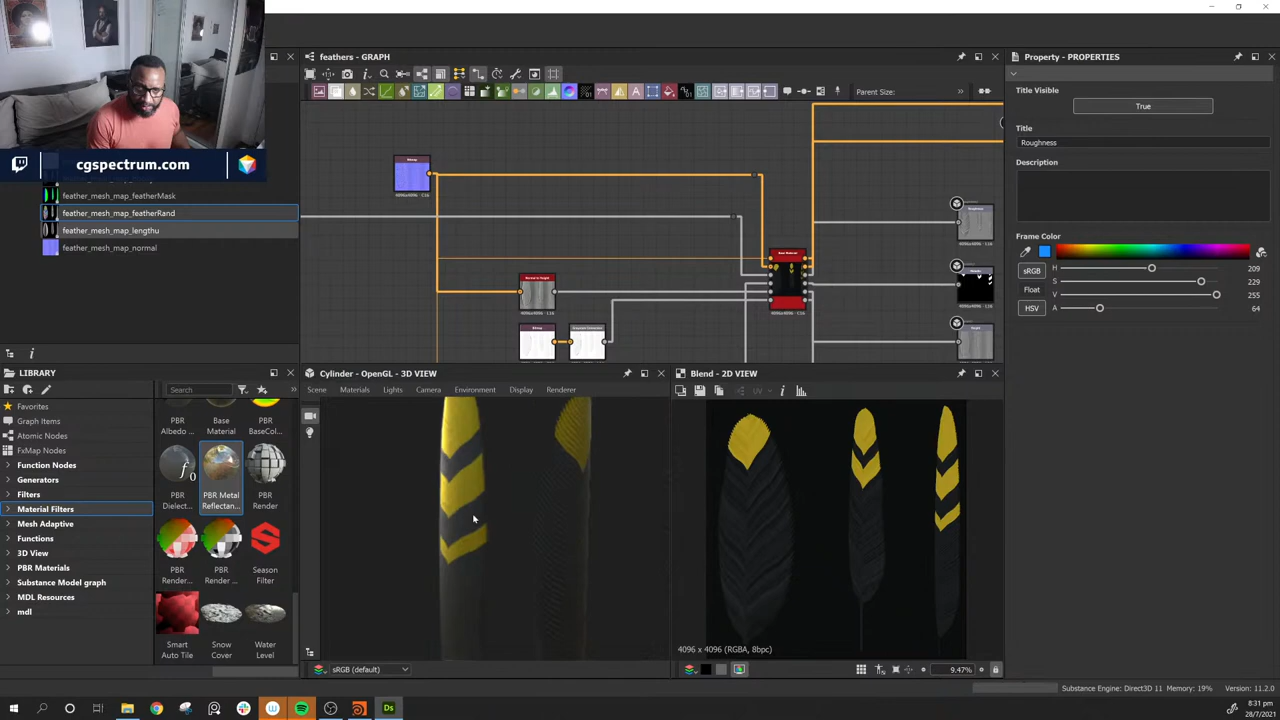 cgspectrum.com
feather_mesh_map_featherMask
feather_mesh_map_featherRand
feather_mesh_map_lengthu
feather_mesh_map_normal
feathers - GRAPH
Parent Size:
Property - PROPERTIES
Title Visible
True
Title
Roughness
Description
Frame Color
sRGB
Float
HSV
H
209
S
229
V
255
A
64
LIBRARY
Search
Favorites
Graph Items
Atomic Nodes
FxMap Nodes
Function Nodes
Generators
Filters
Material Filters
Mesh Adaptive
Functions
3D View
PBR Materials
Substance Model graph
MDL Resources
mdl
PBR Albedo ...
Base Material
PBR BaseCol...
PBR Dielect...
PBR Metal Reflectan...
PBR Render
PBR Render...
PBR Render ...
Season Filter
Smart Auto Tile
Snow Cover
Water Level
Cylinder - OpenGL - 3D VIEW
Scene Materials Lights Camera Environment Display Renderer
sRGB (default)
Blend - 2D VIEW
4096 x 4096 (RGBA, 8bpc)
9.47%
Substance Engine: Direct3D 11 Memory: 19% Version: 11.2.0
Ds
8:31 pm
28/7/2021